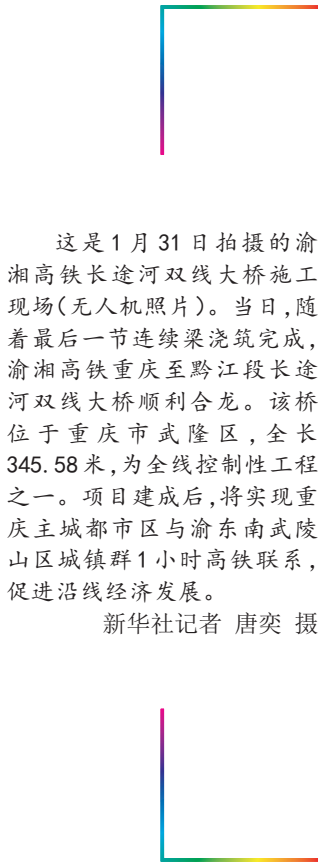 这是1月31日拍摄的渝
湘高铁长途河双线大桥施工
现场(无人机照片)。当日,随
着最后一节连续梁浇筑完成,
渝湘高铁重庆至黔江段长途
河双线大桥顺利合龙。该桥
位于重庆市武隆区,全长
345.58米,为全线控制性工程
之一。项目建成后,将实现重
庆主城都市区与渝东南武陵
山区城镇群1小时高铁联系,
促进沿线经济发展。
新华社记者 唐奕 摄